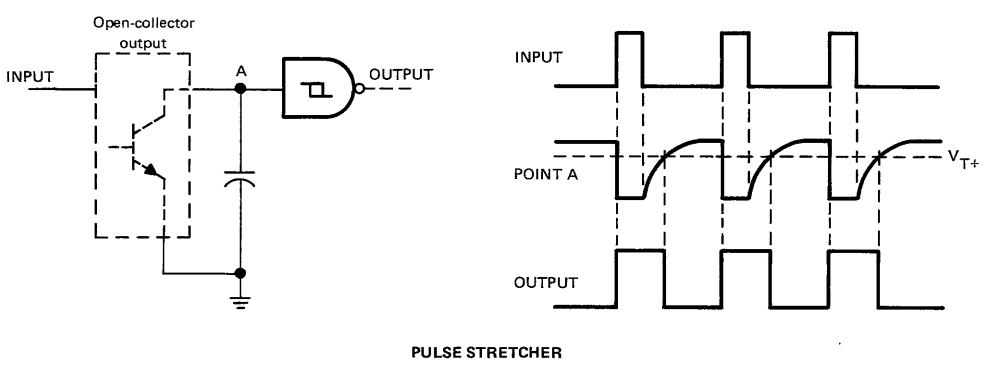 Open-collector
output
INPUT
A
OUTPUT
INPUT
POINT A
VT+
OUTPUT
PULSE STRETCHER